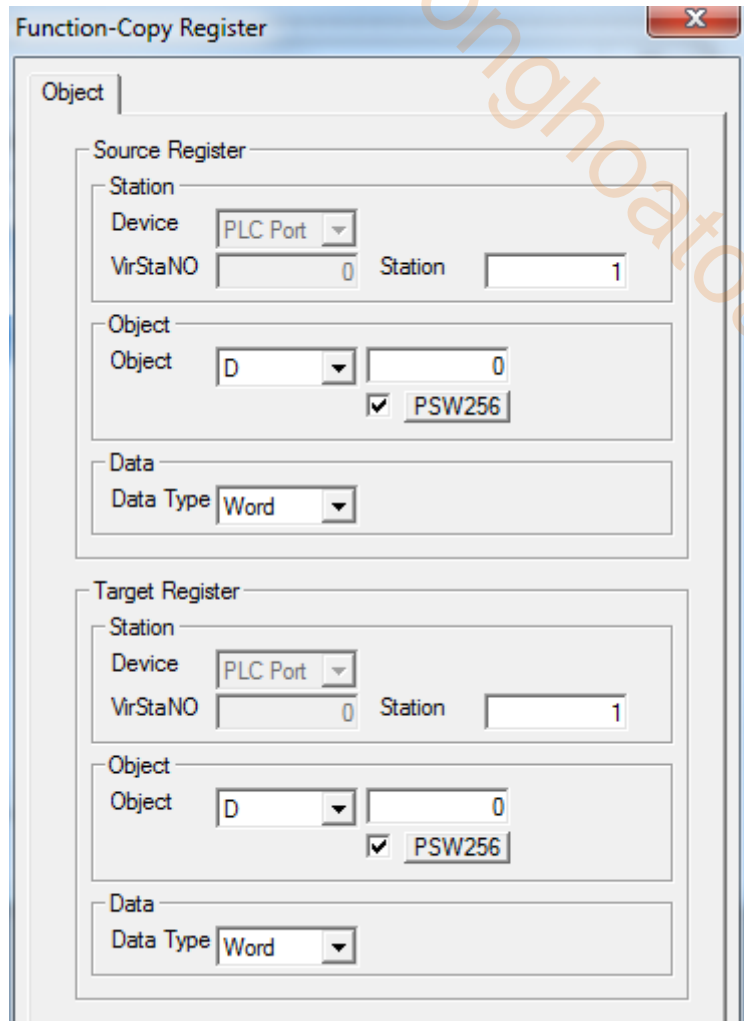 Function-Copy Register
Object
Source Register
Station
Device PLC Port
VirStaNO 0 Station 1
Object
Object D 0
PSW256
Data
Data Type Word
Target Register
Station
Device PLC Port
VirStaNO 0 Station 1
Object
Object D 0
PSW256
Data
Data Type Word